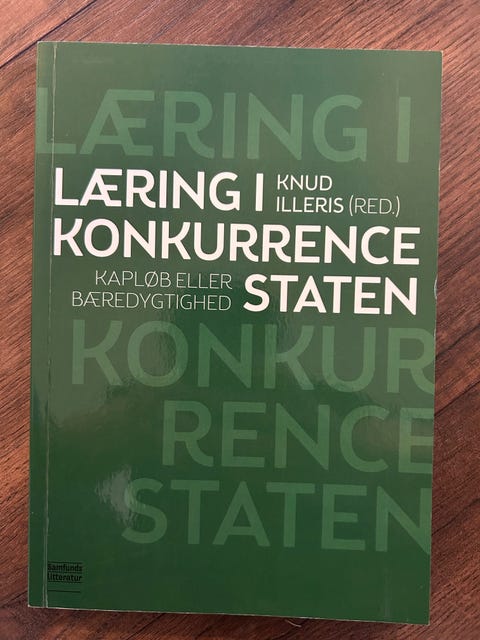 LÆRING I
LÆRING I
KNUD
ILLERIS (RED.)
KONKURRENCE
KAPLØB ELLER
BÆREDYGTIGHED
STATEN
KONKUR
RENCE
STATEN
Samfunds
litteratur